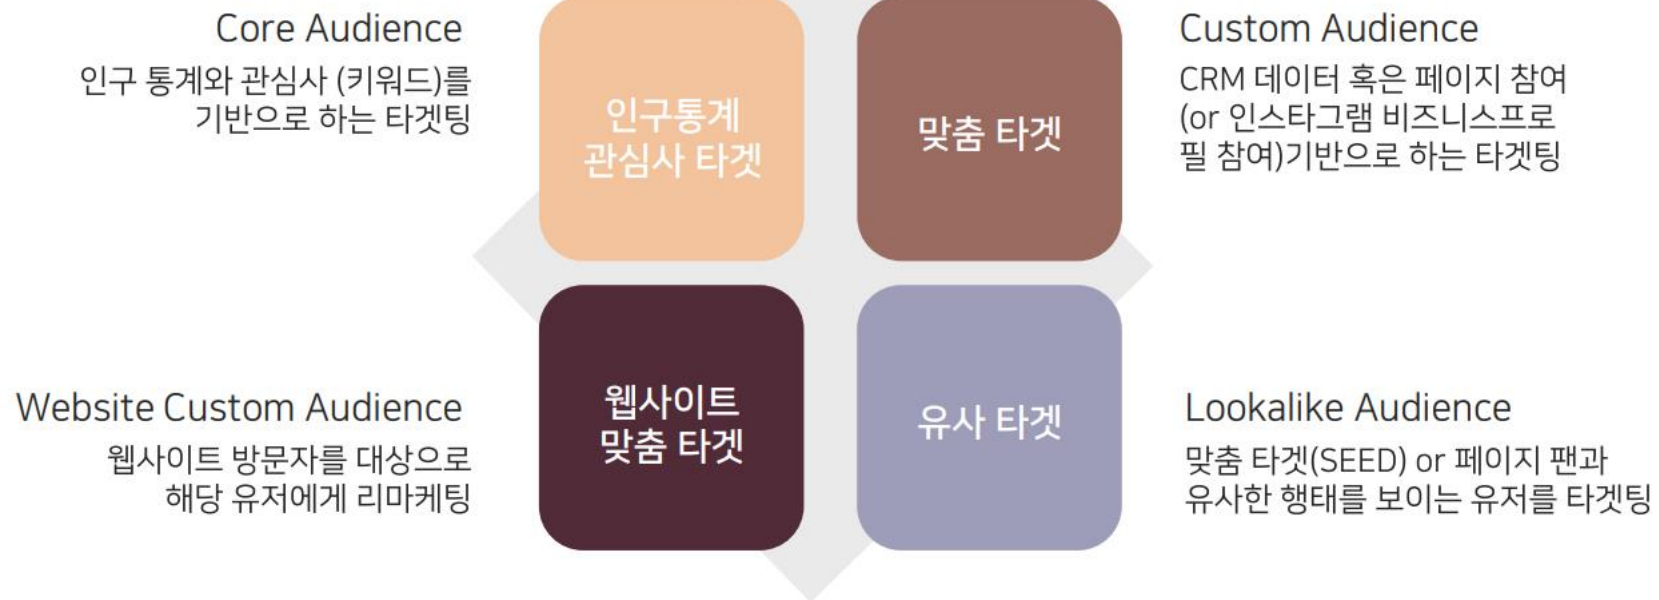 Core Audience
인구 통계와 관심사 (키워드)를
기반으로 하는 타겟팅
인구통계
관심사 타겟
맞춤 타겟
Custom Audience
CRM 데이터 혹은 페이지 참여
(or 인스타그램 비즈니스프로
필 참여)기반으로 하는 타겟팅
Website Custom Audience
웹사이트 방문자를 대상으로
해당 유저에게 리마케팅
웹사이트
맞춤 타겟
유사 타겟
Lookalike Audience
맞춤 타겟(SEED) or 페이지 팬과
유사한 행태를 보이는 유저를 타겟팅